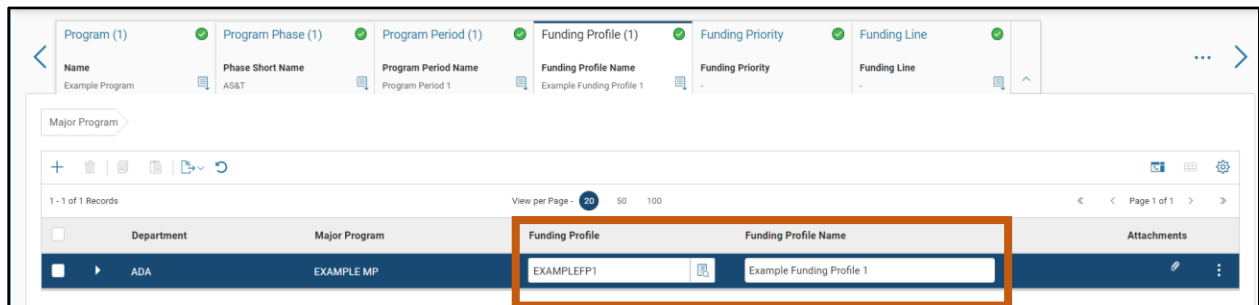 Program (1) Program Phase (1) Program Period (1) Funding Profile (1) Funding Priority Funding Line
Name Phase Short Name Program Period Name Funding Profile Name Funding Priority Funding Line
Example Program AS&T Program Period 1 Example Funding Profile 1 - -
Major Program
1 - 1 of 1 Records View per Page - 20 50 100 Page 1 of 1
Department Major Program Funding Profile Funding Profile Name Attachments
ADA EXAMPLE MP EXAMPLEFP1 Example Funding Profile 1